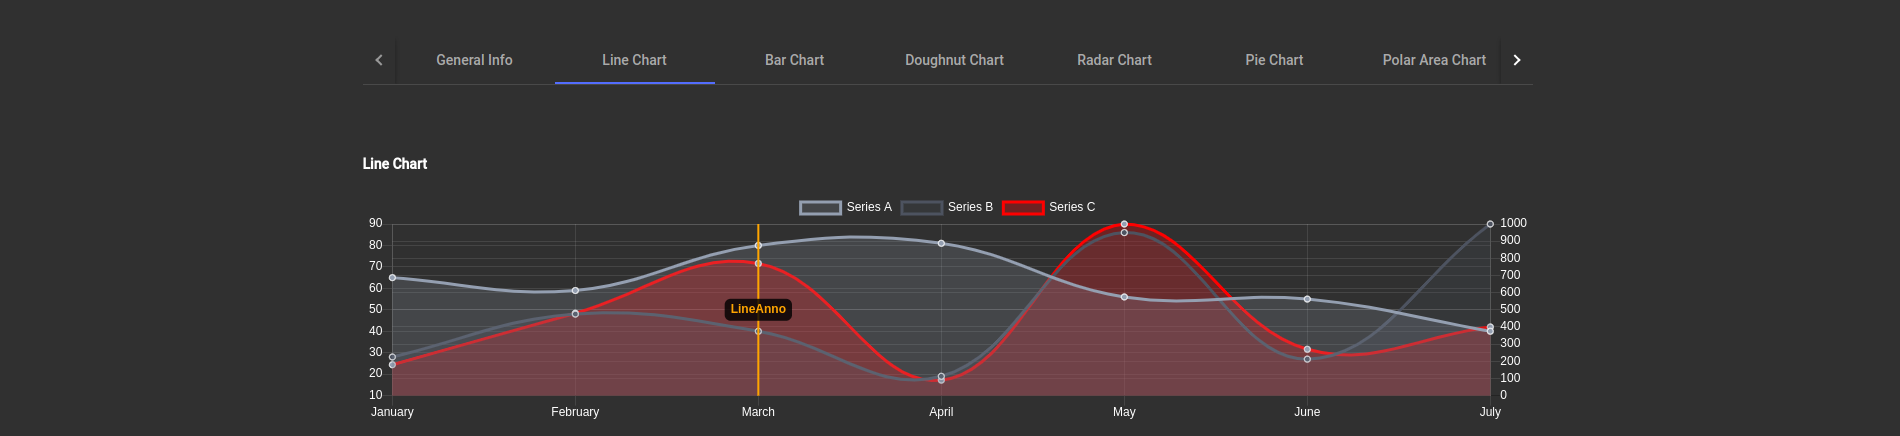 General Info Line Chart Bar Chart Doughnut Chart Radar Chart Pie Chart Polar Area Chart
Line Chart
Series A Series B Series C
90 1000
80 900
70 800
60 700
50 600
40 500
30 400
20 300
10 200
100
0
LineAnno
January February March April May June July